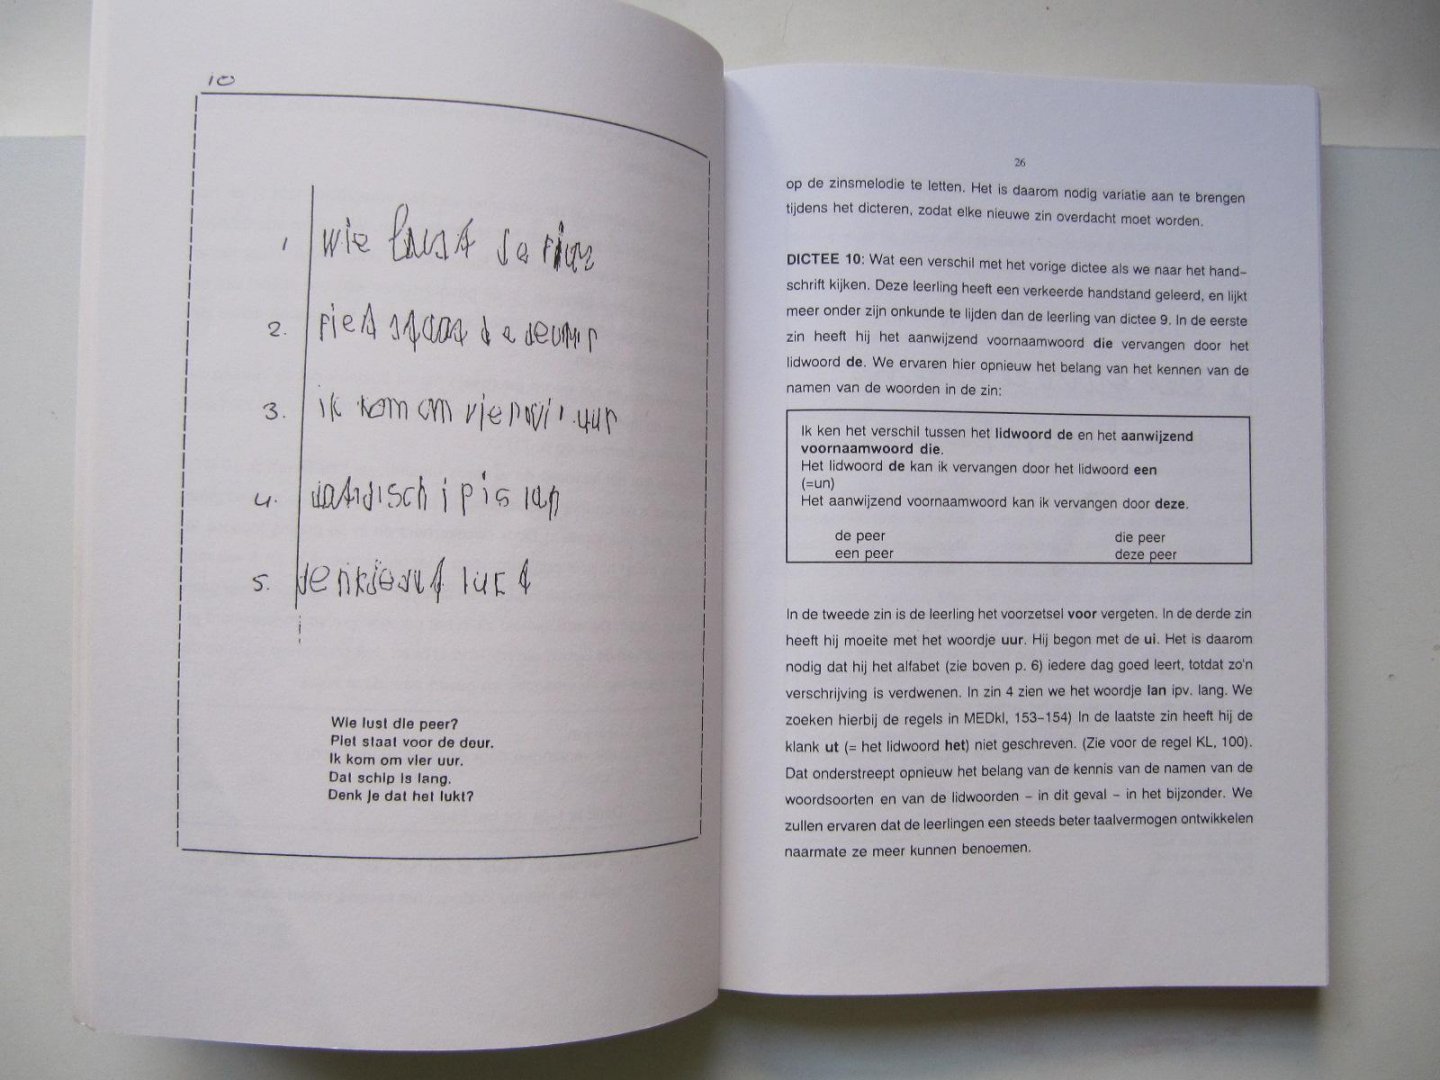 10
1 wie lust de
2.
3. ik kom om vier uur
4.
5.
Wie lust die peer?
Piet staat voor de deur.
Ik kom om vier uur.
Dat schip is lang.
Denk je dat het lukt?
26
op de zinsmelodie te letten. Het is daarom nodig variatie aan te brengen
tijdens het dicteren, zodat elke nieuwe zin overdacht moet worden.
DICTEE 10: Wat een verschil met het vorige dictee als we naar het hand-
schrift kijken. Deze leerling heeft een verkeerde handstand geleerd, en lijkt
meer onder zijn onkunde te lijden dan de leerling van dictee 9. In de eerste
zin heeft hij het aanwijzend voornaamwoord die vervangen door het
lidwoord de. We ervaren hier opnieuw het belang van het kennen van de
namen van de woorden in de zin:
Ik ken het verschil tussen het lidwoord de en het aanwijzend
voornaamwoord die.
Het lidwoord de kan ik vervangen door het lidwoord een
(=un)
Het aanwijzend voornaamwoord kan ik vervangen door deze.
de peer die peer
een peer deze peer
In de tweede zin is de leerling het voorzetsel voor vergeten. In de derde zin
heeft hij moeite met het woordje uur. Hij begon met de ui. Het is daarom
nodig dat hij het alfabet (zie boven p. 6) iedere dag goed leert, totdat zo'n
verschrijving is verdwenen. In zin 4 zien we het woordje lan ipv. lang. We
zoeken hierbij de regels in MEDkl, 153-154) In de laatste zin heeft hij de
klank ut (= het lidwoord het) niet geschreven. (Zie voor de regel KL, 100).
Dat onderstreept opnieuw het belang van de kennis van de namen van de
woordsoorten en van de lidwoorden – in dit geval – in het bijzonder. We
zullen ervaren dat de leerlingen een steeds beter taalvermogen ontwikkelen
naarmate ze meer kunnen benoemen.